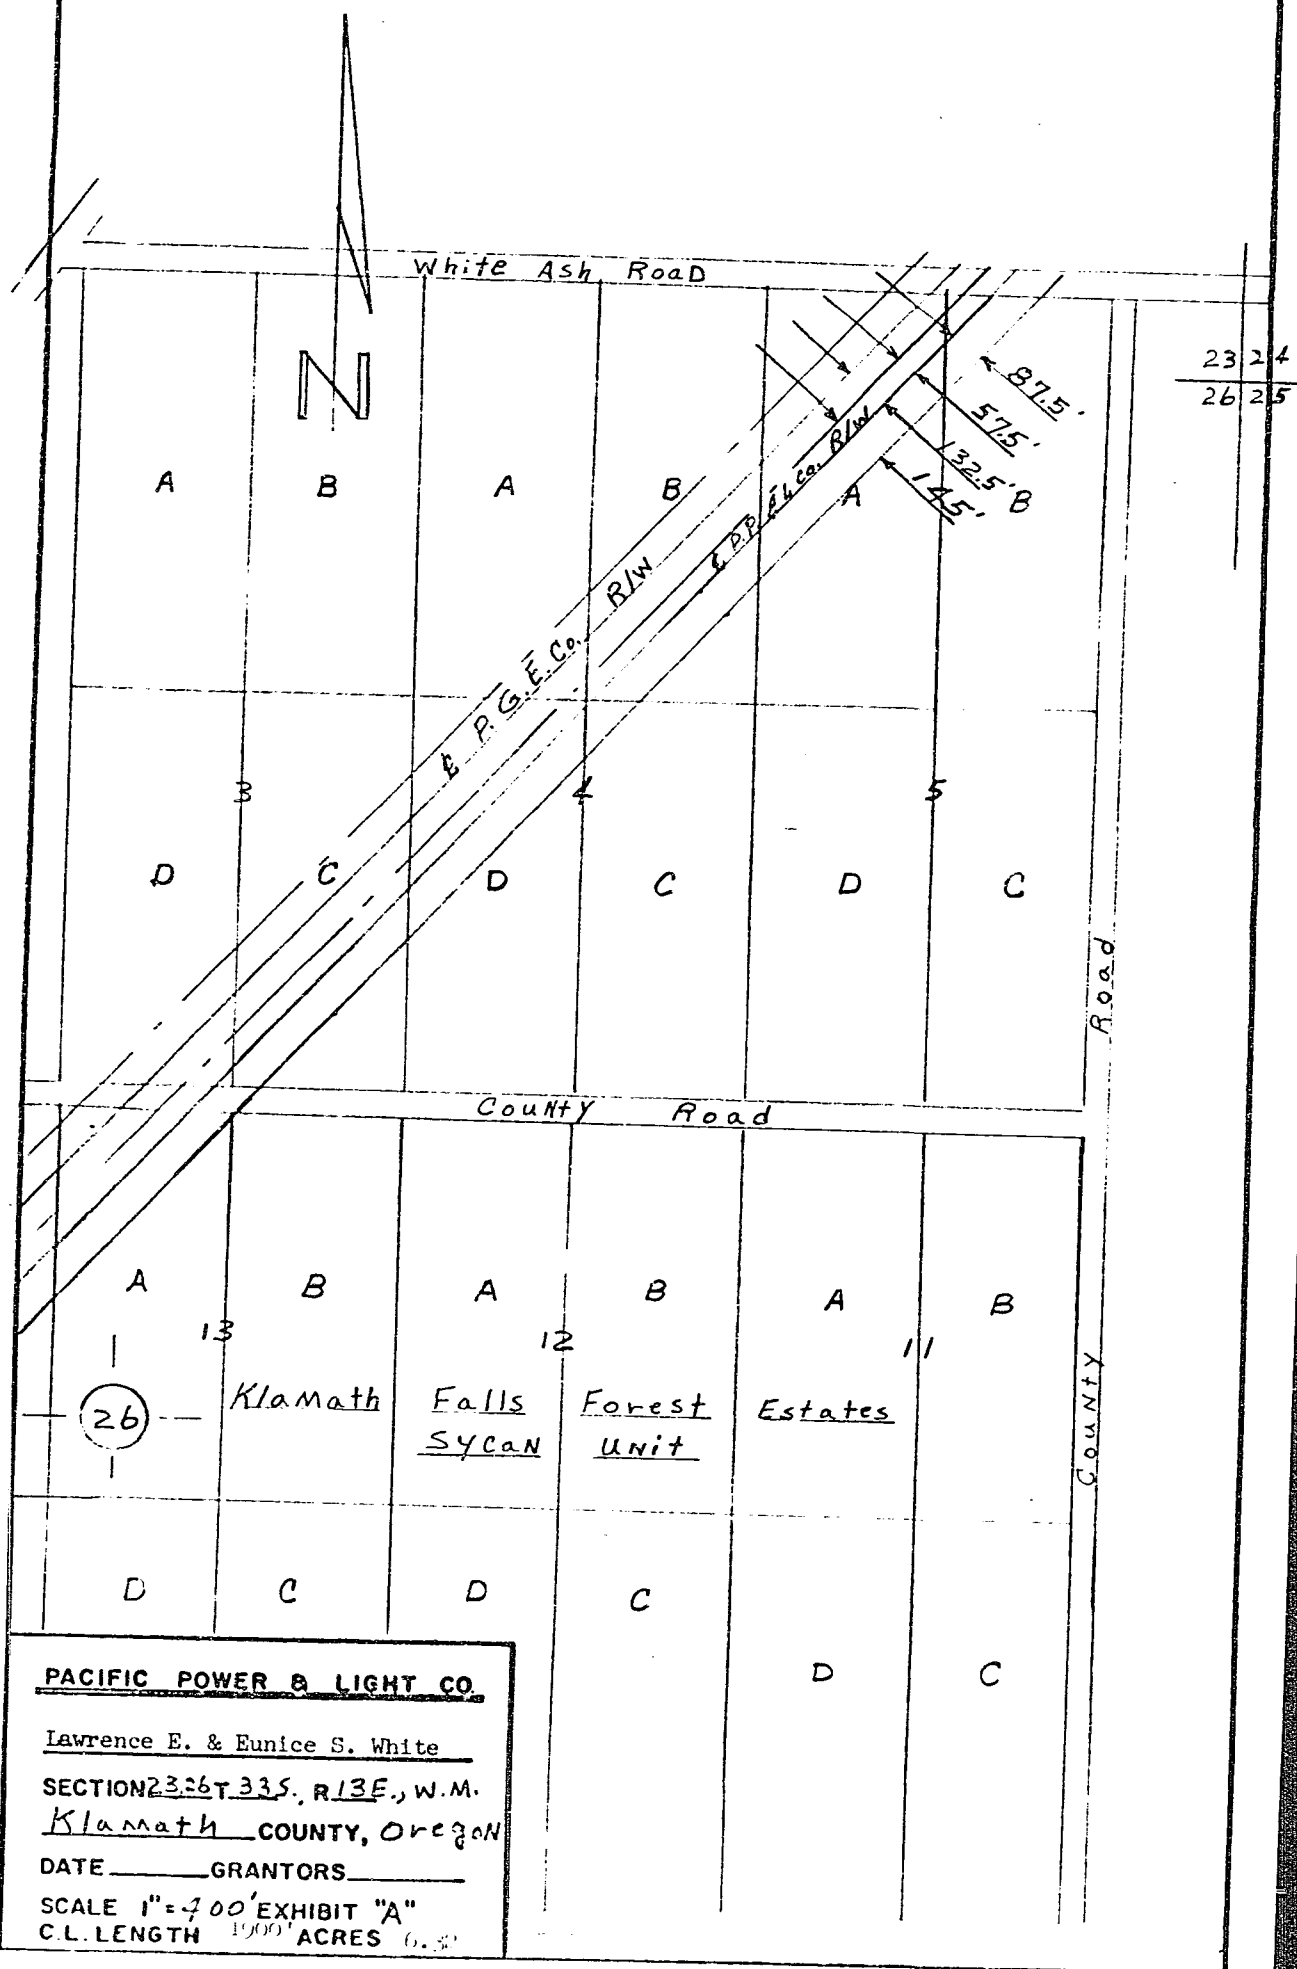 White Ash Road
N
23 24
26 25
87.5'
57.5'
132.5'
145'
A B A B A B
℄ P.P. & L. Co. R/W
℄ P.G.E. Co. R/W
3 4 5
D C D C D C
Road
County Road
A B A B A B
13 12 11
26
Klamath Falls Forest Estates
Sycan Unit
County
D C D C
D C
PACIFIC POWER & LIGHT CO.
Lawrence E. & Eunice S. White
SECTION 23,26 T 33S., R 13E., W.M.
Klamath COUNTY, Oregon
DATE GRANTORS
SCALE 1"=400' EXHIBIT "A"
C.L. LENGTH 1900' ACRES